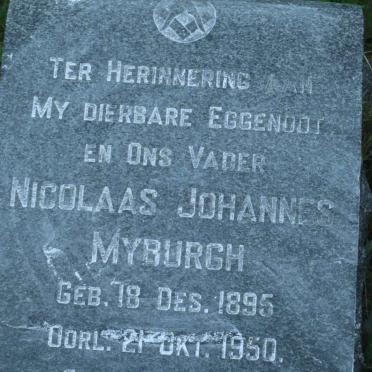 TER HERINNERING AAN
MY DIERBARE EGGENOOT
EN ONS VADER
NICOLAAS JOHANNES
MYBURGH
GEB. 18 DES. 1895
OORL. 21 OKT. 1950.